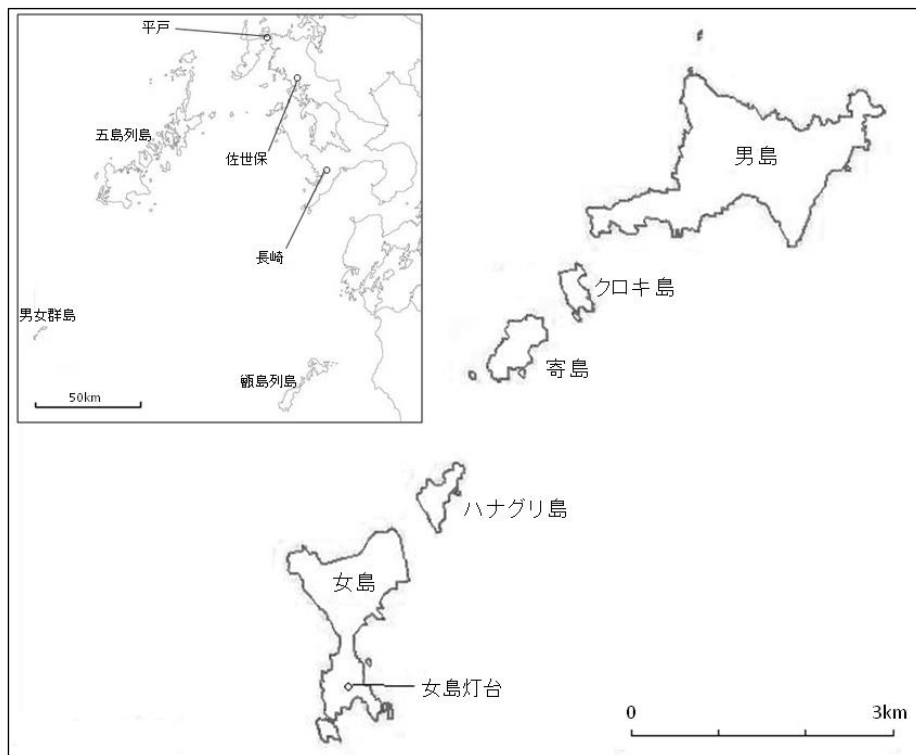 平戸
五島列島
佐世保
長崎
男女群島
甑島列島
50km
男島
クロキ島
寄島
ハナグリ島
女島
女島灯台
0
3km